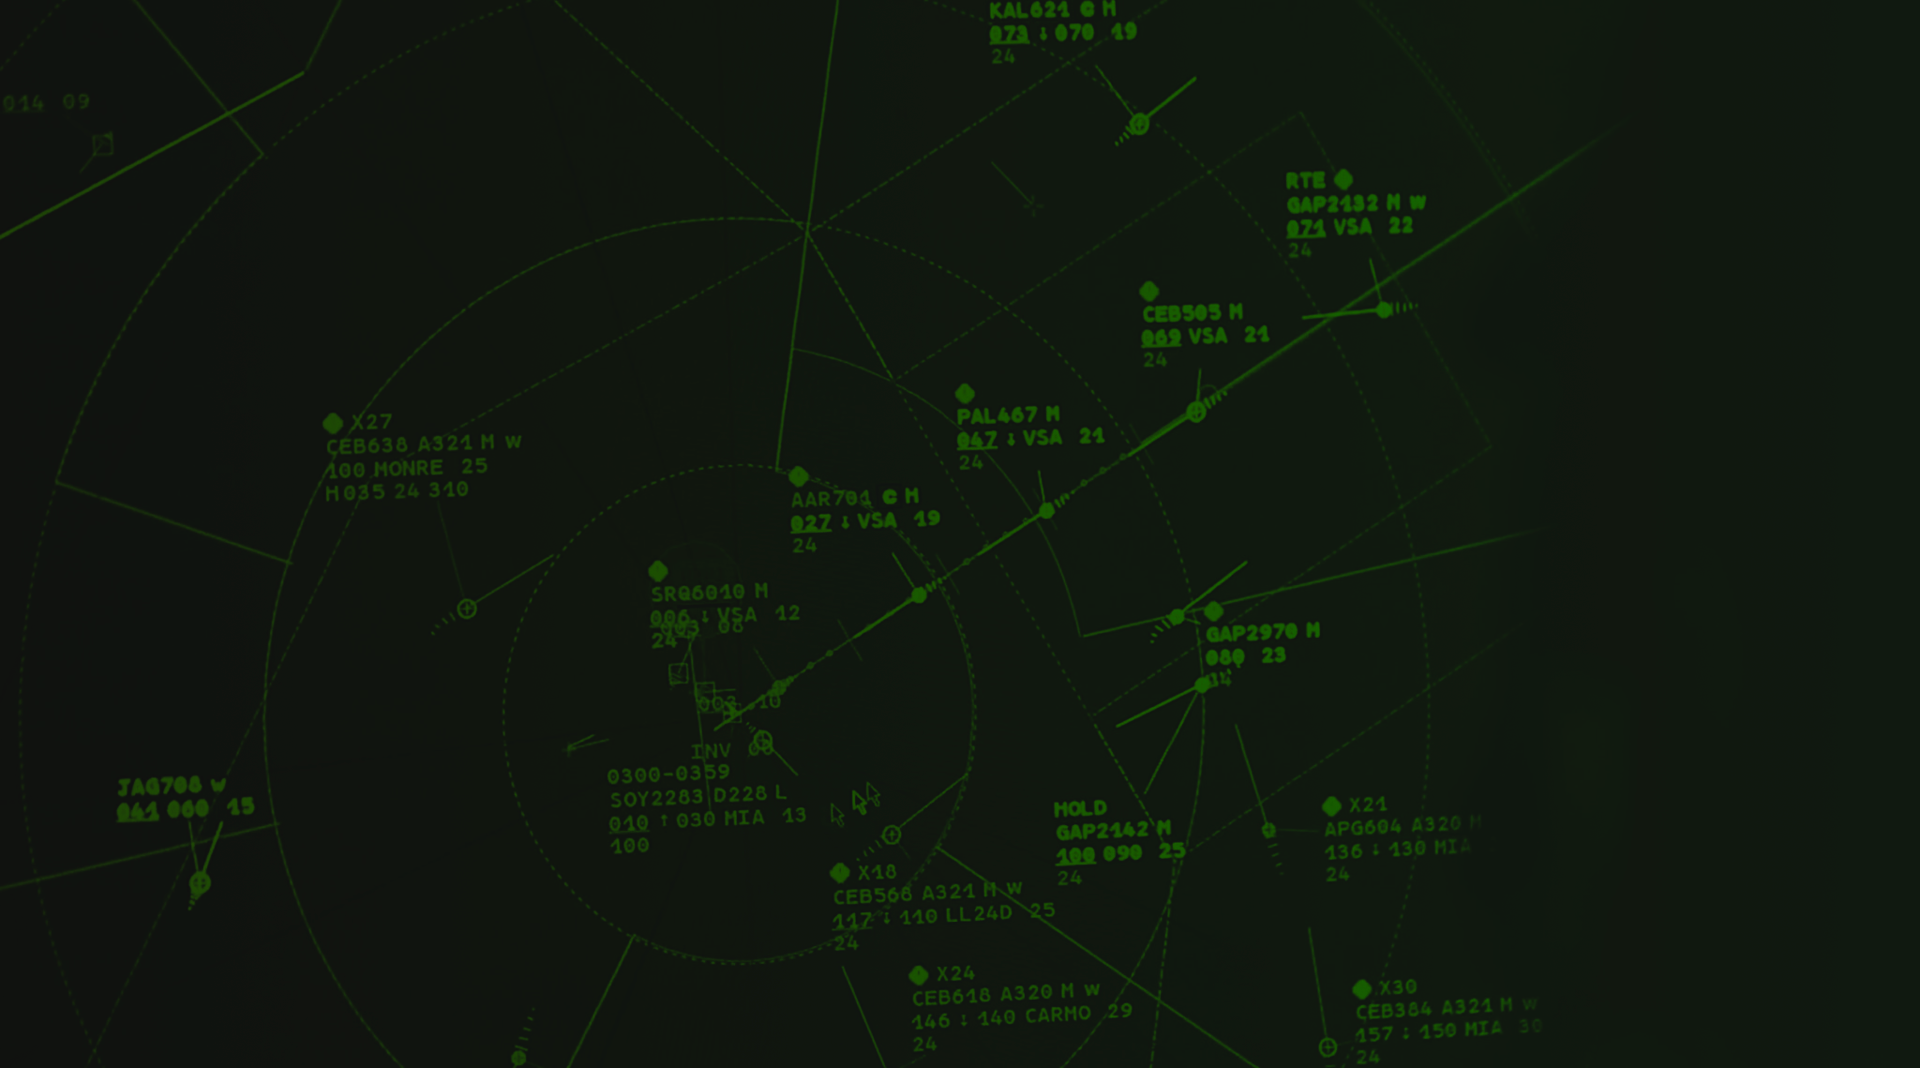 KAL621 C M
073 ↓ 070 19
24
014 09
RTE
GAP2132 M W
071 VSA 22
24
CEB505 M
069 VSA 21
24
PAL467 M
047 ↓ VSA 21
24
X27
CEB638 A321 M W
100 MONRE 25
H035 24 310
AAR701 C M
027 ↓ VSA 19
24
SRQ6010 M
006 ↓ VSA 12
24
08
GAP2970 M
080 23
10
INV
0300-0359
SOY2283 D228 L
010 ↑ 030 MIA 13
100
JAG708 W
041 060 15
HOLD
GAP2142 M
100 090 25
24
X21
APG604 A320 M
136 ↓ 130 MIA
24
X18
CEB568 A321 M W
117 ↓ 110 LL24D 25
24
X24
CEB618 A320 M W
146 ↓ 140 CARMO 29
24
X30
CEB384 A321 M W
157 ↓ 150 MIA 30
24